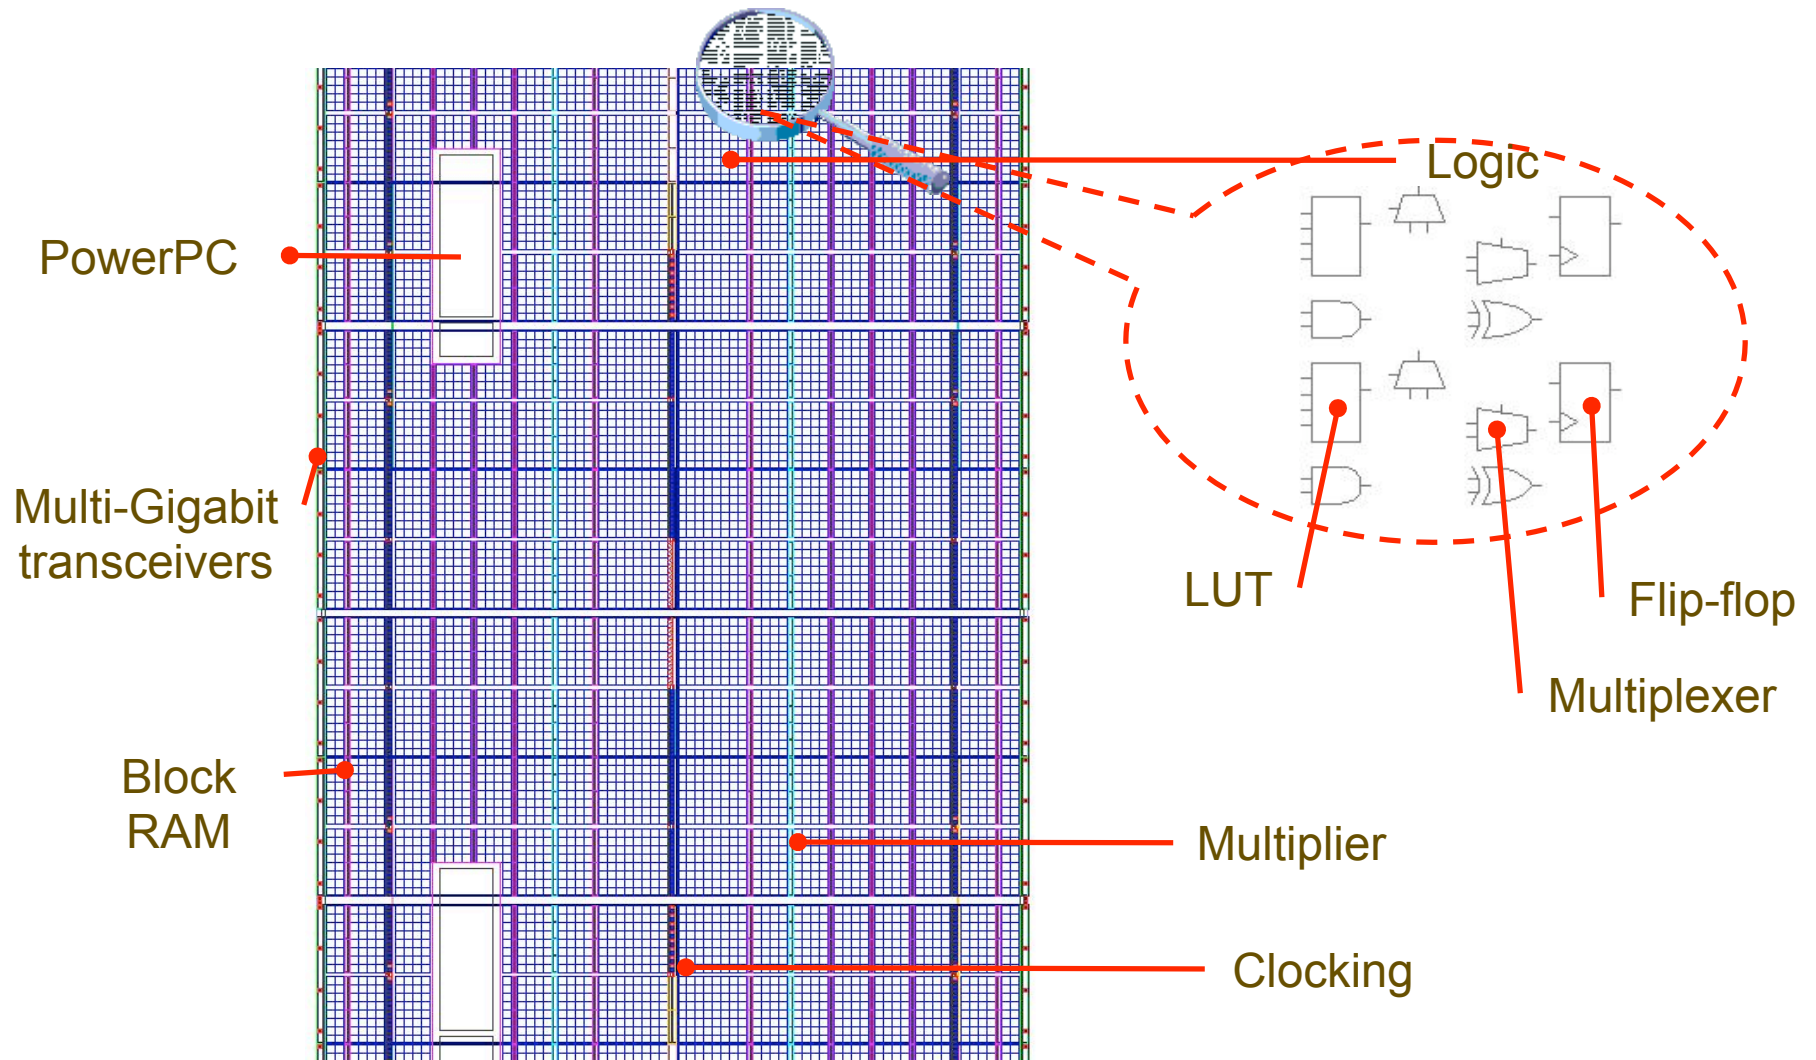 Logic
PowerPC
Multi-Gigabit
transceivers
LUT
Flip-flop
Multiplexer
Block
RAM
Multiplier
Clocking